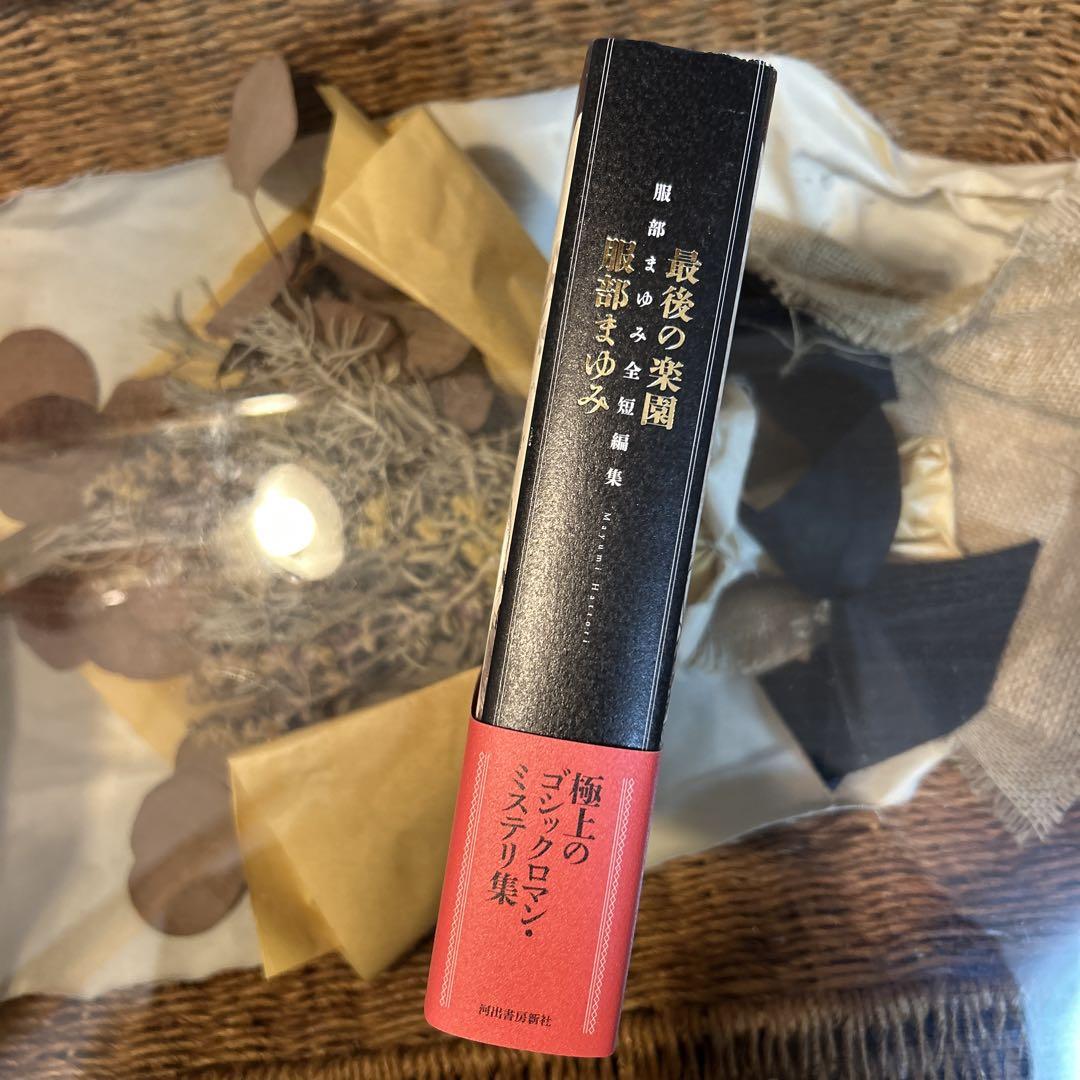 最後の楽園
服部まゆみ全短編集
服部まゆみ
Mayumi Hattori
極上の
ゴシックロマン・
ミステリ集
河出書房新社